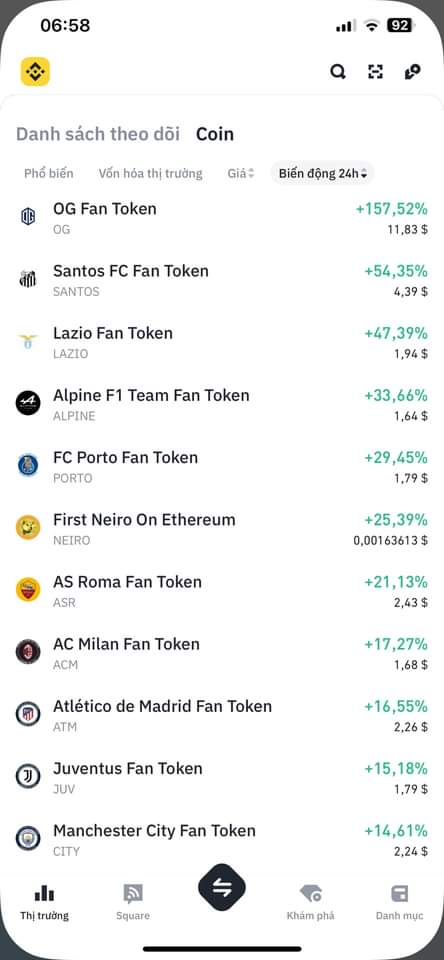 06:58
92
Danh sách theo dõi Coin
Phổ biến Vốn hóa thị trường Giá Biến động 24h
OG Fan Token +157,52%
OG 11,83 $
Santos FC Fan Token +54,35%
SANTOS 4,39 $
Lazio Fan Token +47,39%
LAZIO 1,94 $
Alpine F1 Team Fan Token +33,66%
ALPINE 1,64 $
FC Porto Fan Token +29,45%
PORTO 1,79 $
First Neiro On Ethereum +25,39%
NEIRO 0,00163613 $
AS Roma Fan Token +21,13%
ASR 2,43 $
AC Milan Fan Token +17,27%
ACM 1,68 $
Atlético de Madrid Fan Token +16,55%
ATM 2,26 $
Juventus Fan Token +15,18%
JUV 1,79 $
Manchester City Fan Token +14,61%
CITY 2,24 $
Thị trường Square Khám phá Danh mục